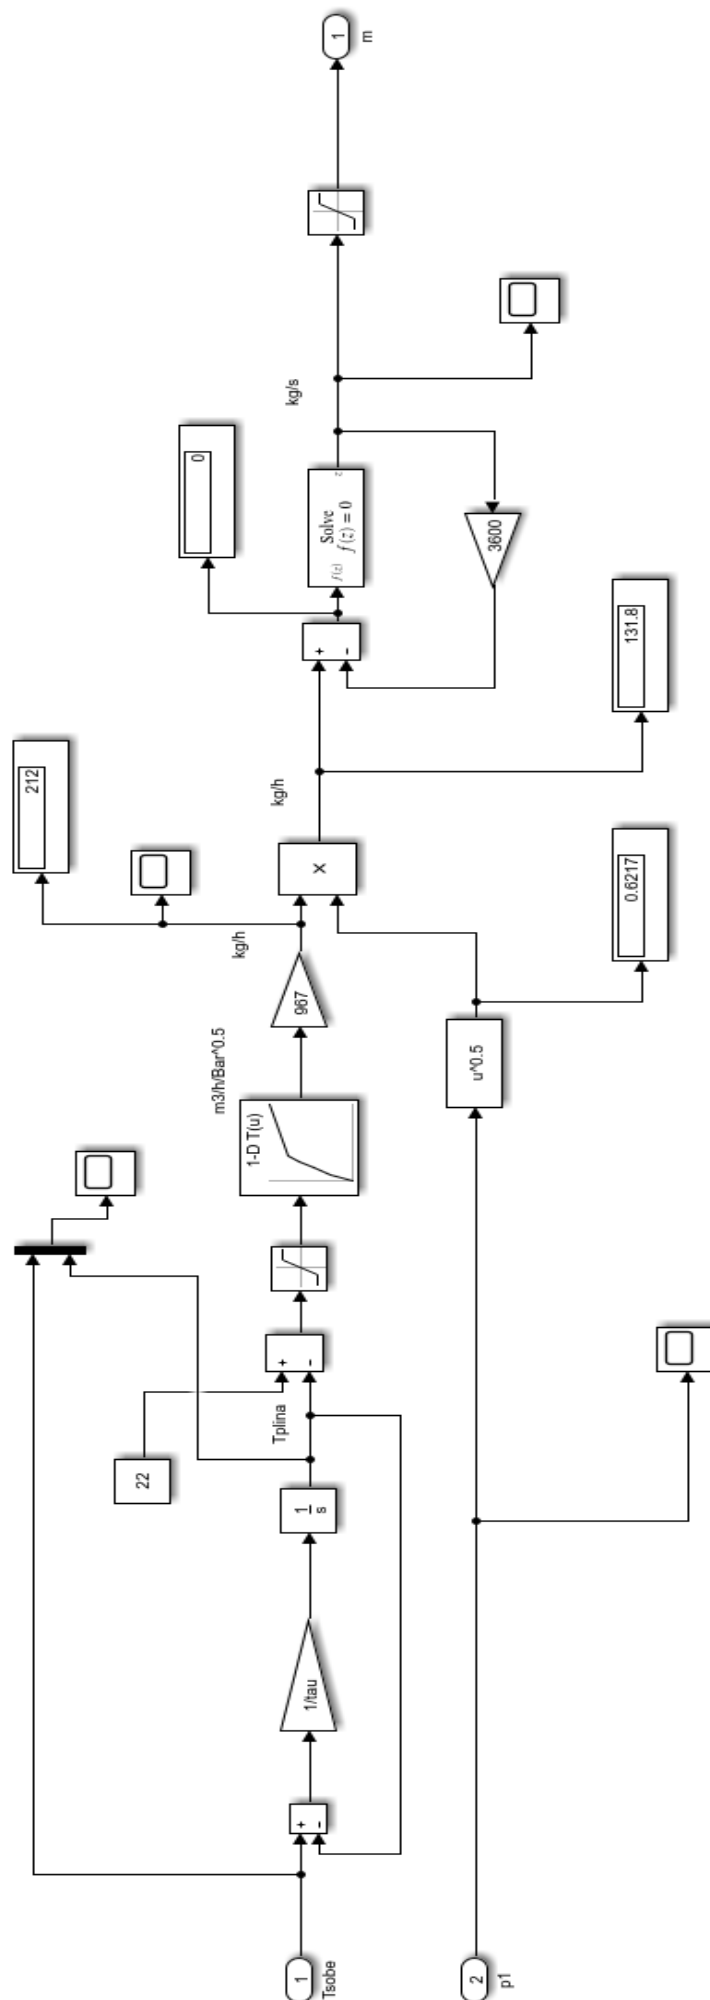 212
0
22
1-D T(u)
m3/h/Bar^0.5
kg/h
kg/h
kg/s
1
Tsobe
+
-
1/tau
1
s
Tplina
+
-
967
×
+
-
f(z)
Solve
f(z) = 0
z
1
m
3600
2
p1
u^0.5
0.6217
131.8